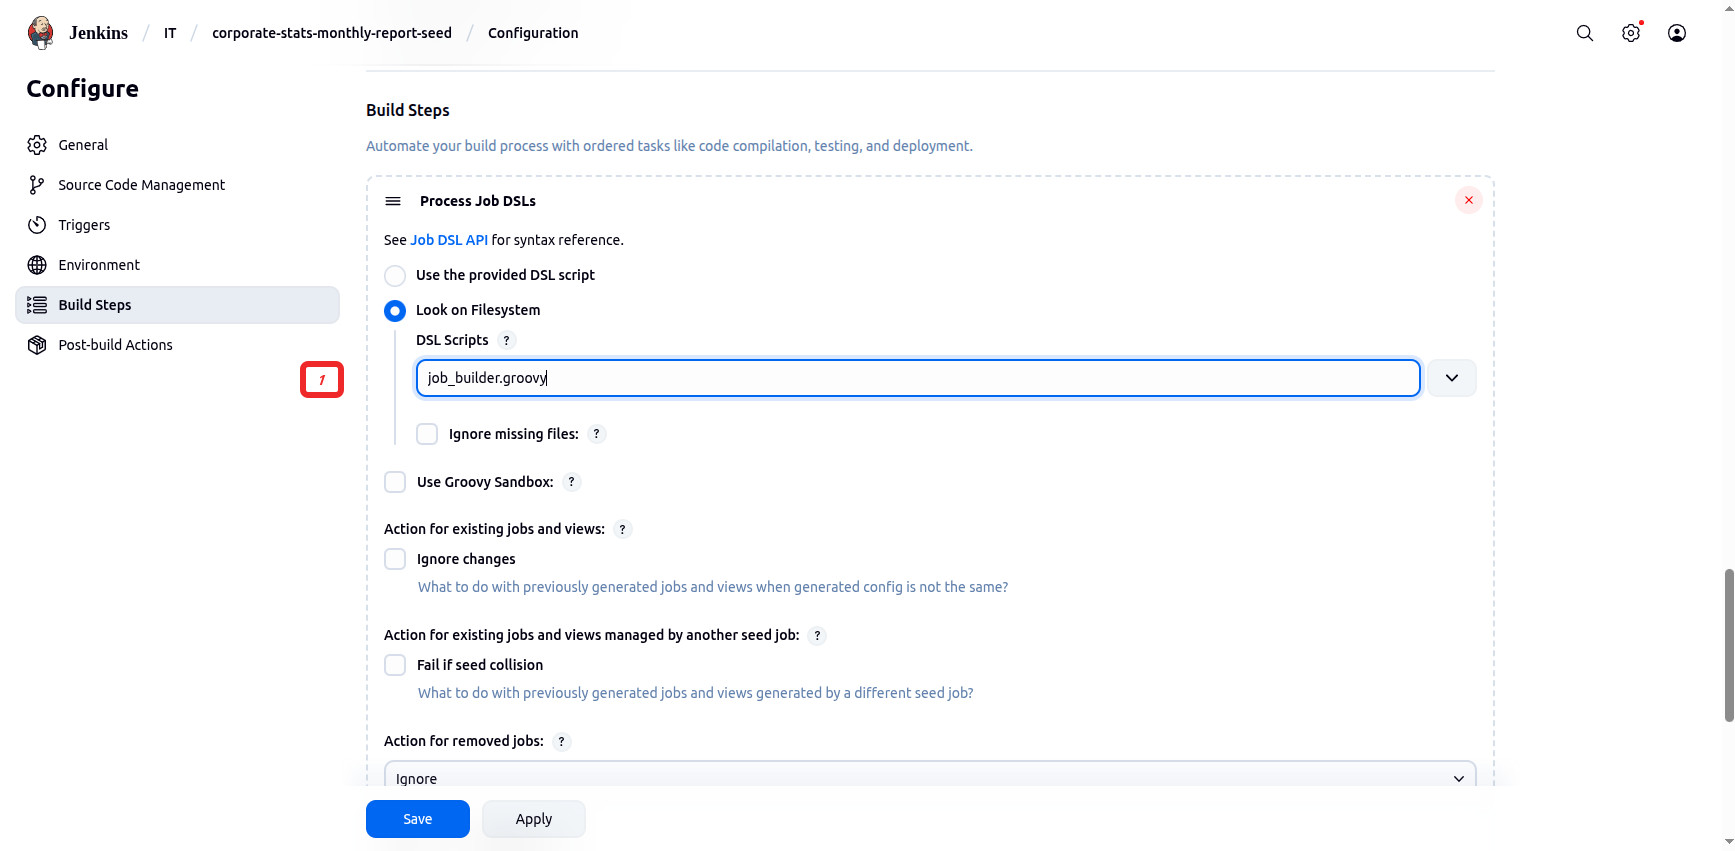 Jenkins / IT / corporate-stats-monthly-report-seed / Configuration
Configure
General
Source Code Management
Triggers
Environment
Build Steps
Post-build Actions
1
Build Steps
Automate your build process with ordered tasks like code compilation, testing, and deployment.
Process Job DSLs
See Job DSL API for syntax reference.
Use the provided DSL script
Look on Filesystem
DSL Scripts ?
job_builder.groovy
Ignore missing files: ?
Use Groovy Sandbox: ?
Action for existing jobs and views: ?
Ignore changes
What to do with previously generated jobs and views when generated config is not the same?
Action for existing jobs and views managed by another seed job: ?
Fail if seed collision
What to do with previously generated jobs and views generated by a different seed job?
Action for removed jobs: ?
Ignore
Save
Apply